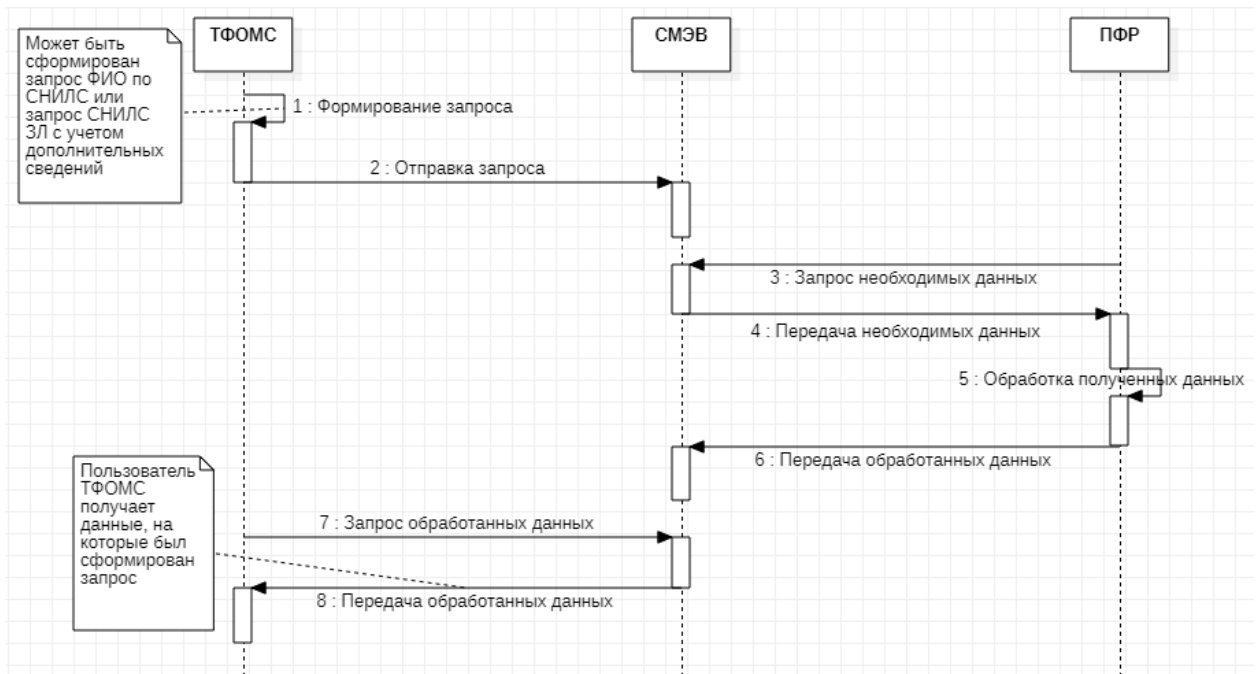 ТФОМС
СМЭВ
ПФР
Может быть
сформирован
запрос ФИО по
СНИЛС или
запрос СНИЛС
ЗЛ с учетом
дополнительных
сведений
1 : Формирование запроса
2 : Отправка запроса
3 : Запрос необходимых данных
4 : Передача необходимых данных
5 : Обработка полученных данных
6 : Передача обработанных данных
Пользователь
ТФОМС
получает
данные, на
которые был
сформирован
запрос
7 : Запрос обработанных данных
8 : Передача обработанных данных